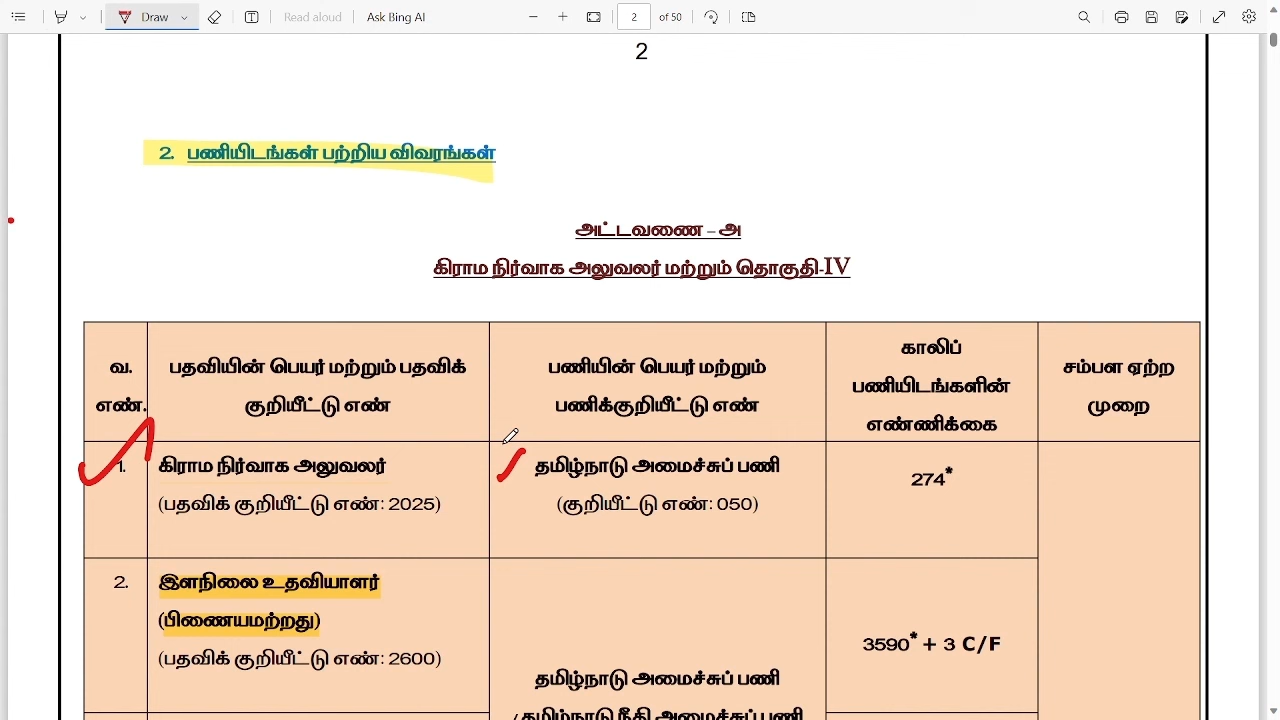 Draw
Read aloud
Ask Bing AI
2
of 50
2
2. பணியிடங்கள் பற்றிய விவரங்கள்
அட்டவணை – அ
கிராம நிர்வாக அலுவலர் மற்றும் தொகுதி-IV
வ.
எண்.
பதவியின் பெயர் மற்றும் பதவிக்
குறியீட்டு எண்
பணியின் பெயர் மற்றும்
பணிக்குறியீட்டு எண்
காலிப்
பணியிடங்களின்
எண்ணிக்கை
சம்பள ஏற்ற
முறை
1.
கிராம நிர்வாக அலுவலர்
(பதவிக் குறியீட்டு எண்: 2025)
தமிழ்நாடு அமைச்சுப் பணி
(குறியீட்டு எண்: 050)
274*
2.
இளநிலை உதவியாளர்
(பிணையமற்றது)
(பதவிக் குறியீட்டு எண்: 2600)
தமிழ்நாடு அமைச்சுப் பணி
/ தமிழ்நாடு நீதி அமைச்சுப் பணி
3590* + 3 C/F